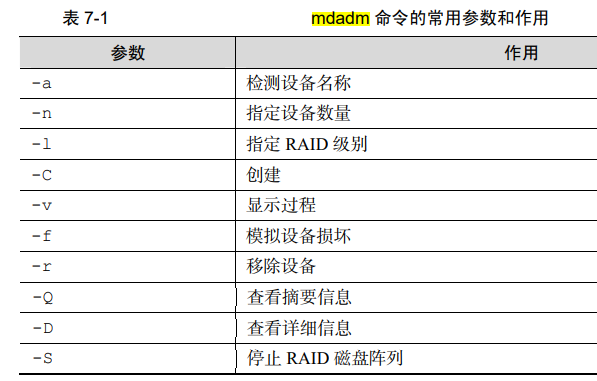 表 7-1 mdadm 命令的常用参数和作用
参数 作用
-a 检测设备名称
-n 指定设备数量
-l 指定 RAID 级别
-C 创建
-v 显示过程
-f 模拟设备损坏
-r 移除设备
-Q 查看摘要信息
-D 查看详细信息
-S 停止 RAID 磁盘阵列